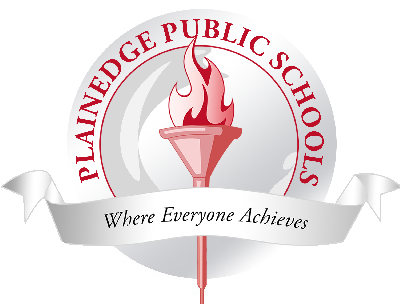 PLAINEDGE PUBLIC SCHOOLS
Where Everyone Achieves